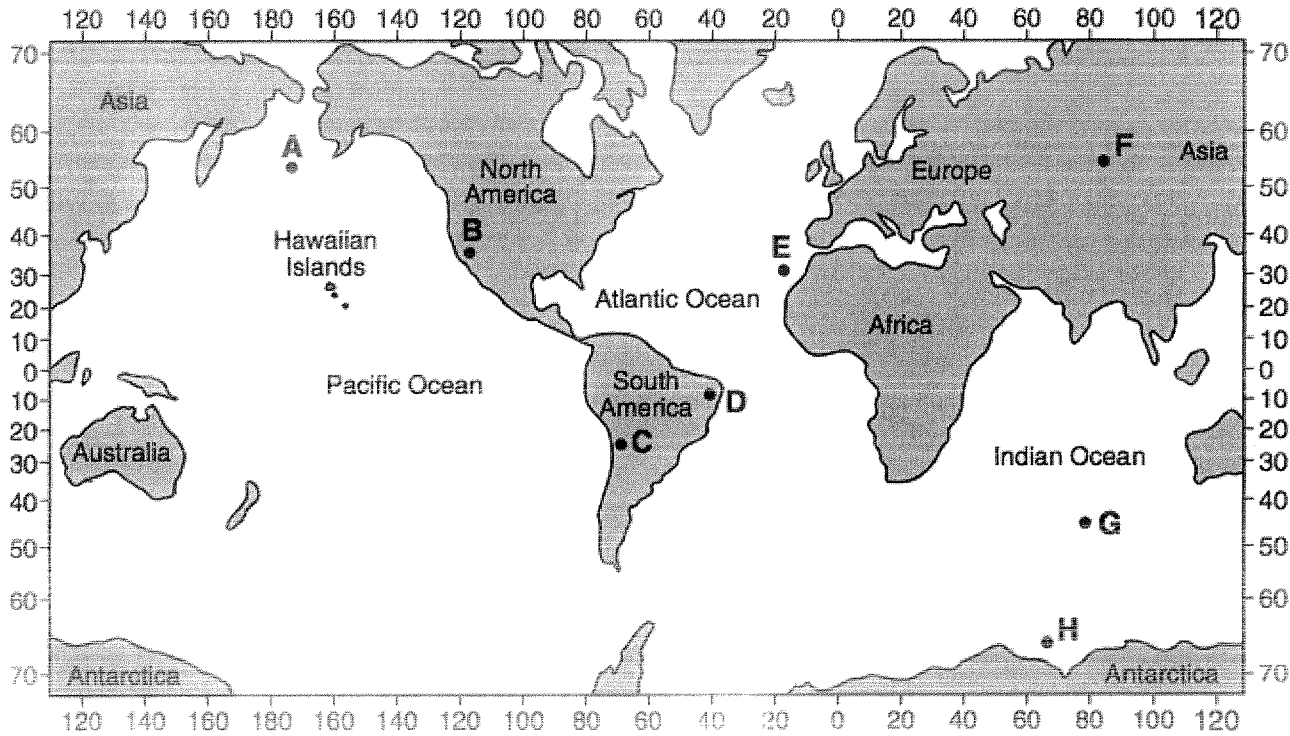 120 140 160 180 160 140 120 100 80 60 40 20 0 20 40 60 80 100 120
70 70
Asia
60 60
A
F
Asia
North
America
Europe
50 50
B
40 40
Hawaiian
Islands
E
30 30
Atlantic Ocean
20 20
Africa
10 10
0 0
Pacific Ocean
South
America
D
10 10
20 20
C
Australia
Indian Ocean
30 30
40 40
G
50 50
60 60
H
70 70
Antarctica
Antarctica
120 140 160 180 160 140 120 100 80 60 40 20 0 20 40 60 80 100 120